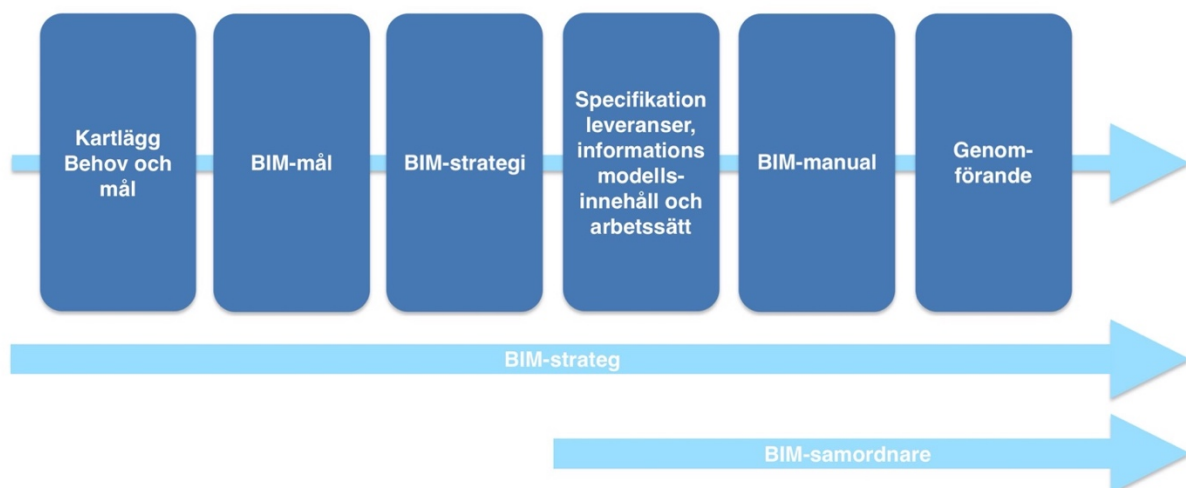 Kartlägg
Behov och
mål
BIM-mål
BIM-strategi
Specifikation
leveranser,
informations
modells-
innehåll och
arbetssätt
BIM-manual
Genom-
förande
BIM-strateg
BIM-samordnare